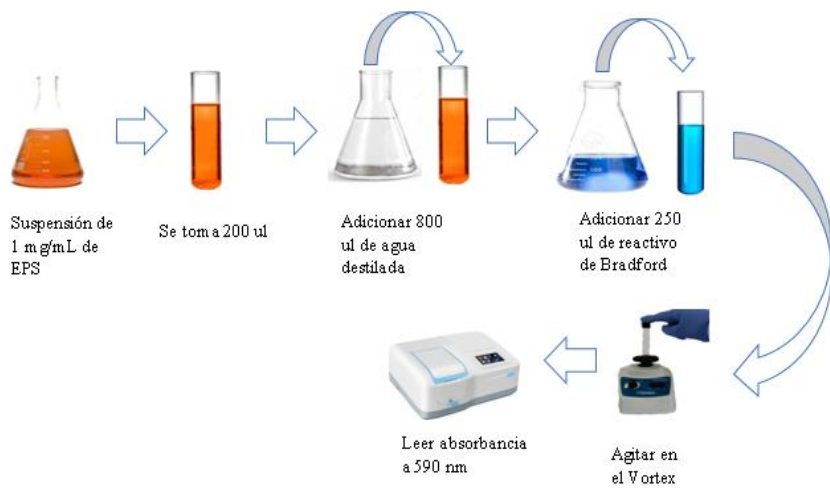 Suspensión de
1 mg/mL de
EPS
Se toma 200 ul
Adicionar 800
ul de agua
destilada
Adicionar 250
ul de reactivo
de Bradford
Leer absorbancia
a 590 nm
Agitar en
el Vortex